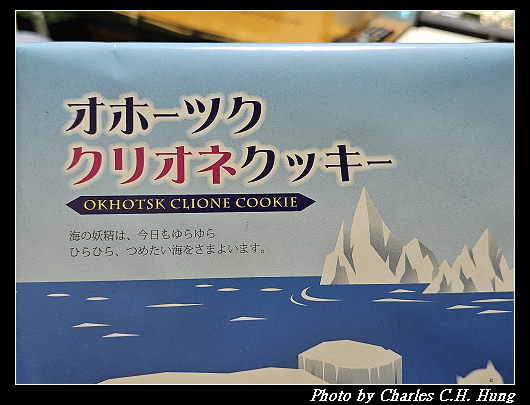 オホーツク
クリオネクッキー
OKHOTSK CLIONE COOKIE
海の妖精は、今日もゆらゆら
ひらひら、つめたい海をさまよいます。
Photo by Charles C.H. Hung